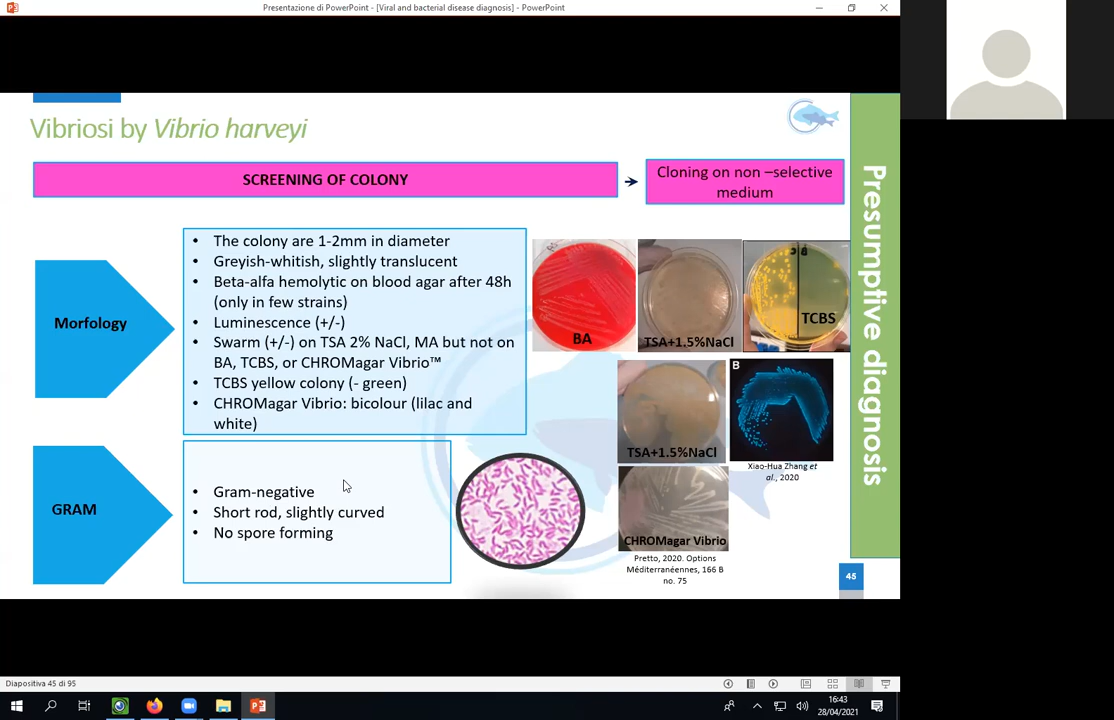 Presentazione di PowerPoint - [Viral and bacterial disease diagnosis] - PowerPoint
Vibriosi by Vibrio harveyi
SCREENING OF COLONY
Cloning on non –selective
medium
Presumptive diagnosis
Morfology
• The colony are 1-2mm in diameter
• Greyish-whitish, slightly translucent
• Beta-alfa hemolytic on blood agar after 48h
(only in few strains)
• Luminescence (+/-)
• Swarm (+/-) on TSA 2% NaCl, MA but not on
BA, TCBS, or CHROMagar Vibrio™
• TCBS yellow colony (- green)
• CHROMagar Vibrio: bicolour (lilac and
white)
BA
TSA+1.5%NaCl
TCBS
TSA+1.5%NaCl
B
Xiao-Hua Zhang et
al., 2020
CHROMagar Vibrio
Pretto, 2020. Options
Méditerranéennes, 166 B
no. 75
GRAM
• Gram-negative
• Short rod, slightly curved
• No spore forming
45
Diapositiva 45 di 95
16:43
28/04/2021